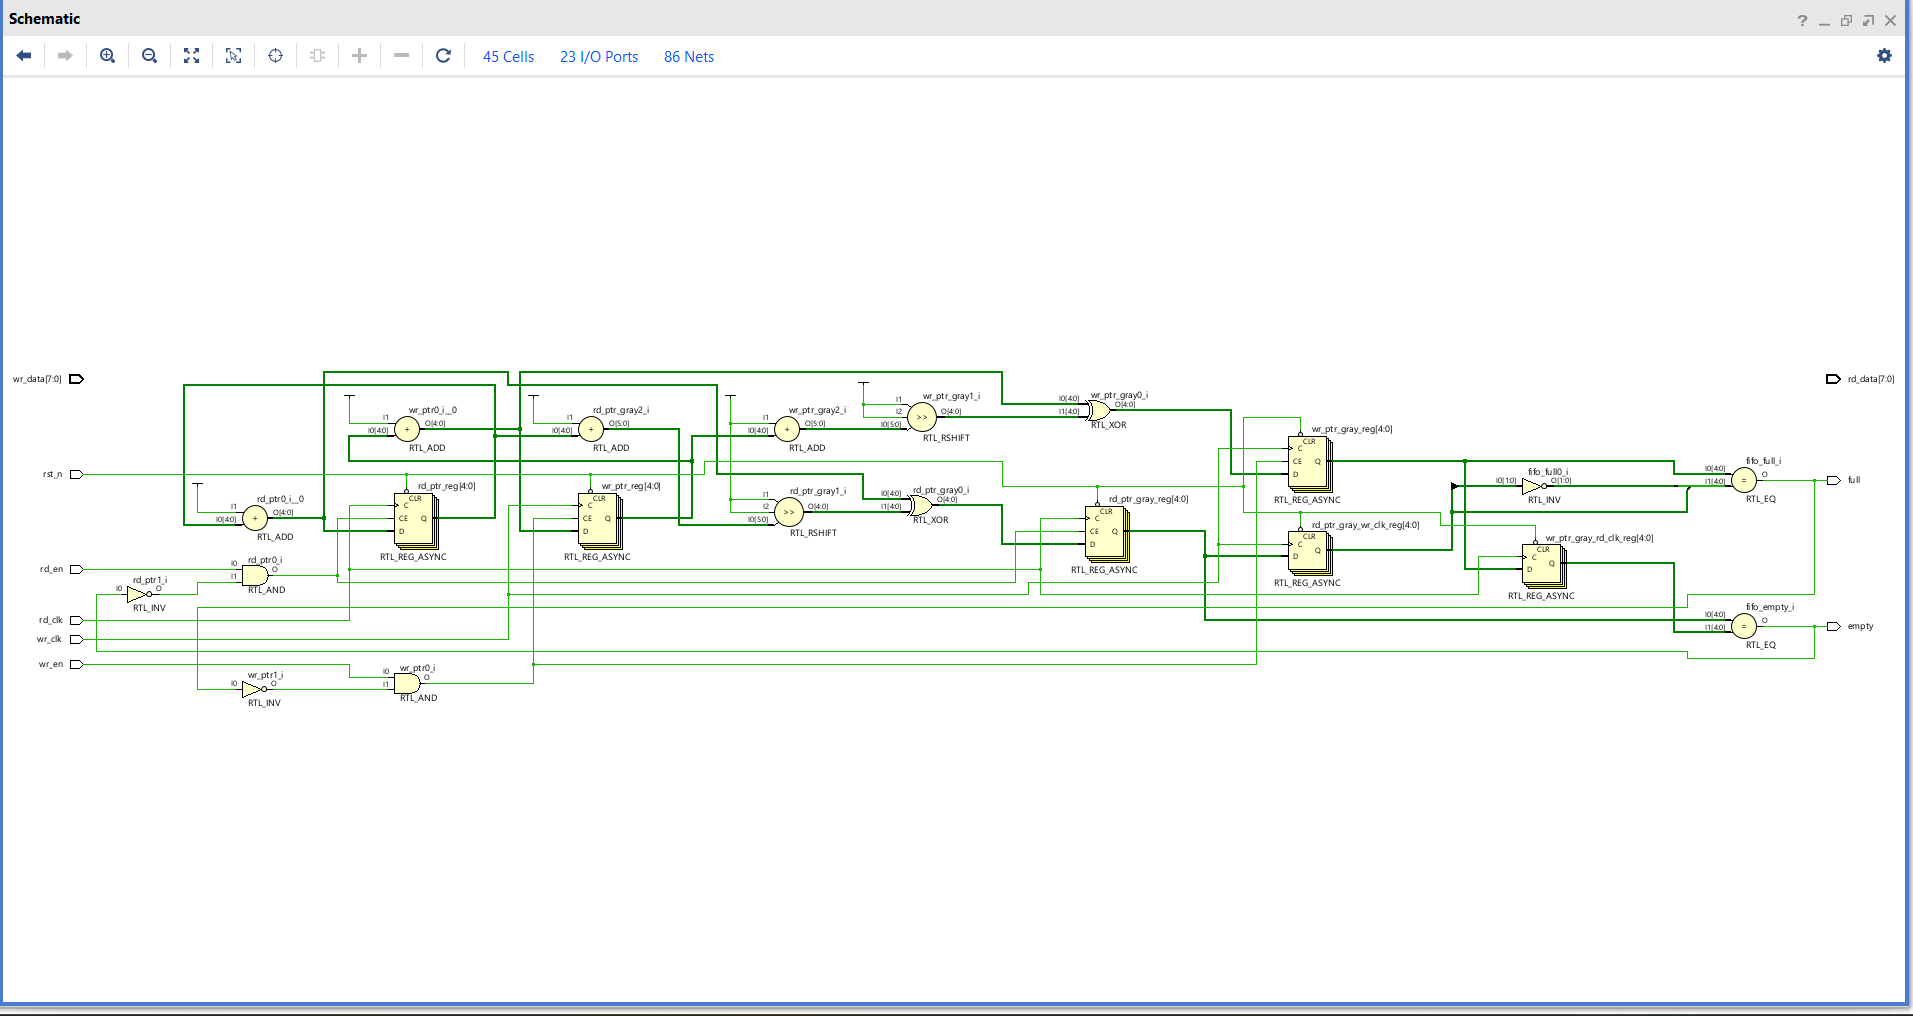 Schematic
45 Cells 23 I/O Ports 86 Nets
wr_data[7:0]
rst_n
rd_en
rd_clk
wr_clk
wr_en
rd_ptr1_i
I0 O
RTL_INV
rd_ptr0_i__0
I1
I0[4:0] O[4:0]
+
RTL_ADD
rd_ptr0_i
I0
I1 O
RTL_AND
wr_ptr1_i
I0 O
RTL_INV
wr_ptr0_i__0
I1
I0[4:0] O[4:0]
+
RTL_ADD
rd_ptr_reg[4:0]
CLR
C
CE Q
D
RTL_REG_ASYNC
wr_ptr0_i
I0
I1 O
RTL_AND
rd_ptr_gray2_i
I1
I0[4:0] O[5:0]
+
RTL_ADD
wr_ptr_reg[4:0]
CLR
C
CE Q
D
RTL_REG_ASYNC
wr_ptr_gray2_i
I1
I0[4:0] O[5:0]
+
RTL_ADD
rd_ptr_gray1_i
I1
I2 O[4:0]
I0[5:0]
>>
RTL_RSHIFT
wr_ptr_gray1_i
I1
I2 O[4:0]
I0[5:0]
>>
RTL_RSHIFT
rd_ptr_gray0_i
I0[4:0] O[4:0]
I1[4:0]
RTL_XOR
wr_ptr_gray0_i
I0[4:0] O[4:0]
I1[4:0]
RTL_XOR
rd_ptr_gray_reg[4:0]
CLR
C
CE Q
D
RTL_REG_ASYNC
wr_ptr_gray_reg[4:0]
CLR
C
CE Q
D
RTL_REG_ASYNC
rd_ptr_gray_wr_clk_reg[4:0]
CLR
C Q
D
RTL_REG_ASYNC
fifo_full0_i
I0[1:0] O[1:0]
RTL_INV
wr_ptr_gray_rd_clk_reg[4:0]
CLR
C Q
D
RTL_REG_ASYNC
fifo_full_i
I0[4:0] O
I1[4:0]
=
RTL_EQ
fifo_empty_i
I0[4:0] O
I1[4:0]
=
RTL_EQ
rd_data[7:0]
full
empty